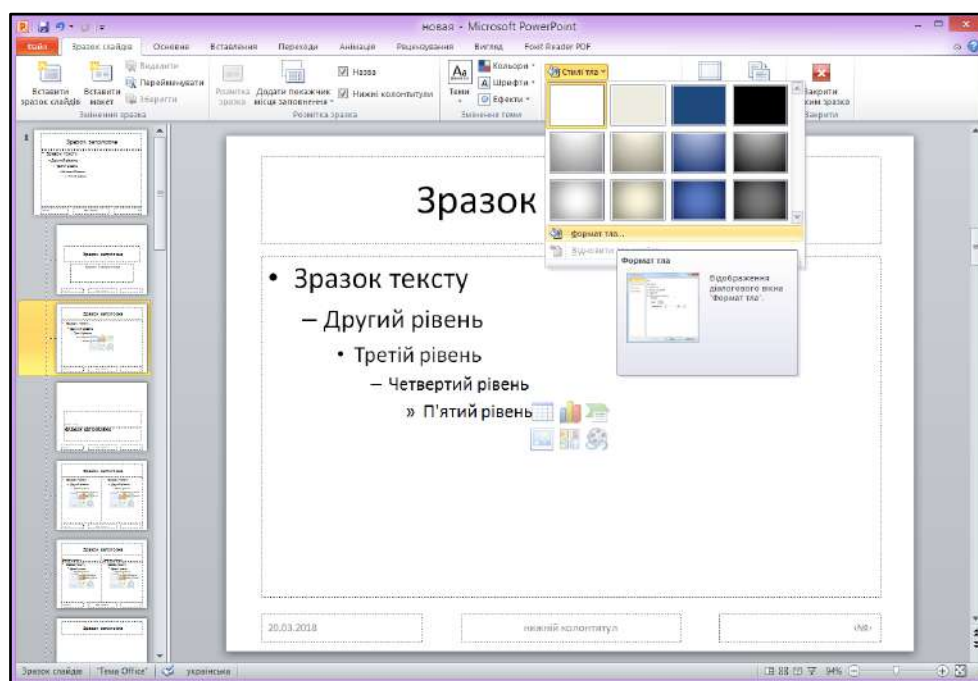 новая - Microsoft PowerPoint
Файл Зразок слайдів Основне Вставлення Переходи Анімація Рецензування Вигляд Foxit Reader PDF
Вставити зразок слайдів
Вставити макет
Видалити
Перейменувати
Зберегти
Змінення зразка
Розмітка зразка
Додати покажчик місця заповнення
Назва
Нижні колонтитули
Розмітка зразка
Теми
Кольори
Шрифти
Ефекти
Змінення теми
Стилі тла
Закрити
Закрити
Формат тла...
Формат тла
Відображення
діалогового вікна
'Формат тла'.
1
Зразок заголовка
Зразок
• Зразок тексту
– Другий рівень
• Третій рівень
– Четвертий рівень
» П'ятий рівень
20.03.2018
нижній колонтитул
‹№›
Зразок слайдів "Тема Office" українська
94%